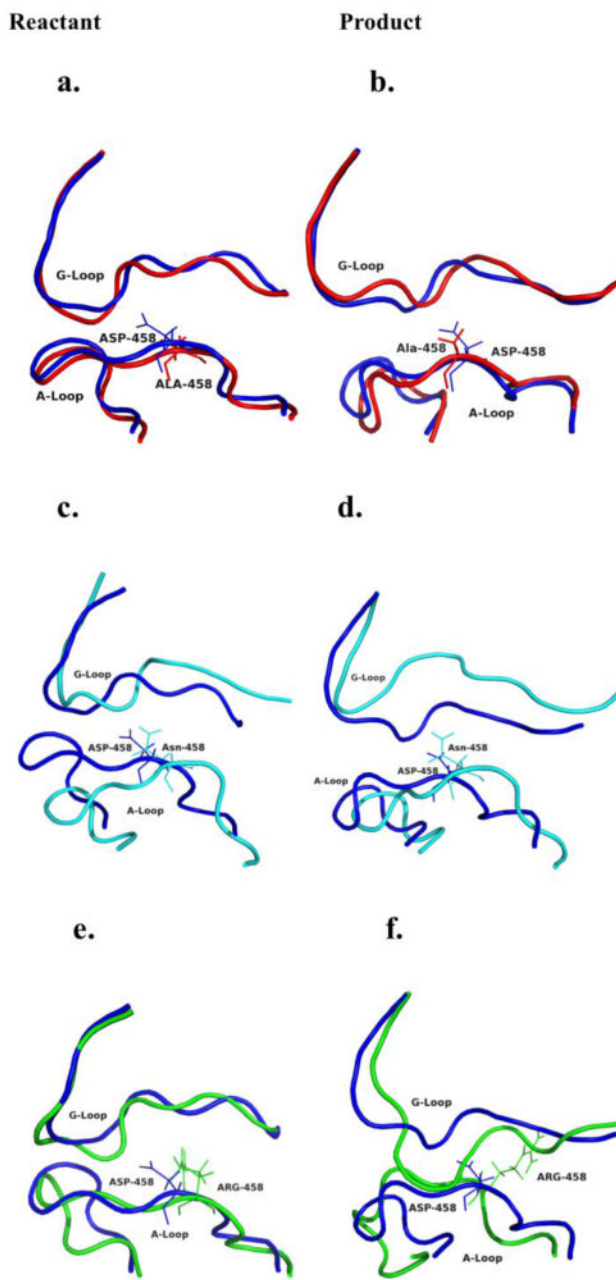 Reactant Product
a. b.
G-Loop
G-Loop
ASP-458
Ala-458 ASP-458
ALA-458
A-Loop
A-Loop
c. d.
G-Loop
G-Loop
ASP-458 Asn-458
Asn-458
ASP-458
A-Loop
A-Loop
e. f.
G-Loop
G-Loop
ASP-458 ARG-458
ARG-458
ASP-458
A-Loop
A-Loop